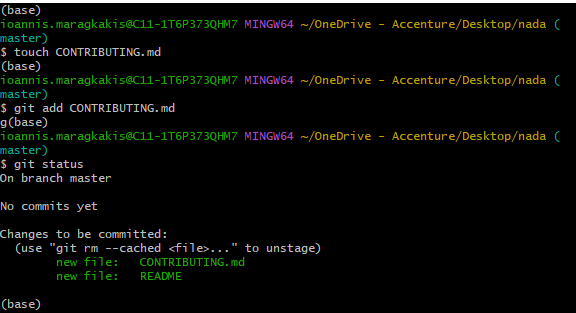 (base)
ioannis.maragkakis@C11-1T6P373QHM7 MINGW64 ~/OneDrive - Accenture/Desktop/nada (
master)
$ touch CONTRIBUTING.md
(base)
ioannis.maragkakis@C11-1T6P373QHM7 MINGW64 ~/OneDrive - Accenture/Desktop/nada (
master)
$ git add CONTRIBUTING.md
g(base)
ioannis.maragkakis@C11-1T6P373QHM7 MINGW64 ~/OneDrive - Accenture/Desktop/nada (
master)
$ git status
On branch master

No commits yet

Changes to be committed:
  (use "git rm --cached <file>..." to unstage)
        new file:   CONTRIBUTING.md
        new file:   README

(base)